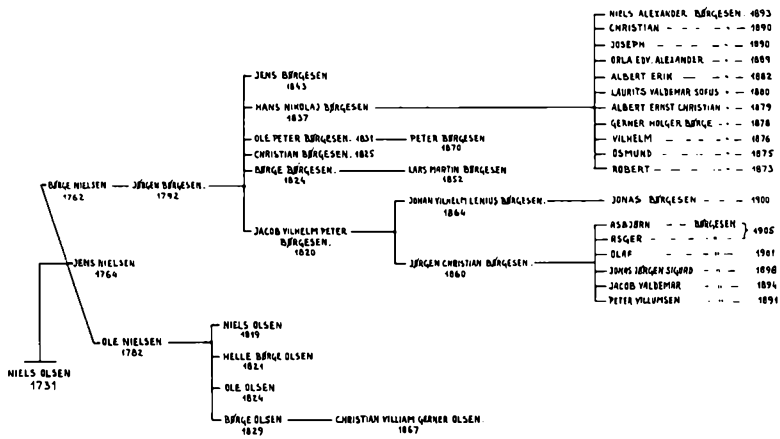 NIELS ALEXANDER BØRGESEN. 1893
CHRISTIAN — - — 1890
JOSEPH — - — 1890
ORLA EDV. ALEXANDER — - — 1889
ALBERT ERIK — - — 1882
LAURITS VALDEMAR SOFUS - " - 1880
ALBERT ERNST CHRISTIAN - " - 1879
GERNER HOLGER BØRGE - " - 1878
VILHELM — - — 1876
OSMUND — - — 1875
ROBERT — - — 1873
JENS BØRGESEN
1843
HANS NIKOLAJ BØRGESEN
1837
OLE PETER BØRGESEN. 1831
PETER BØRGESEN
1870
CHRISTIAN BØRGESEN. 1825
BØRGE BØRGESEN.
1824
LARS MARTIN BØRGESEN
1852
BØRGE NIELSEN
1762
JØRGEN BØRGESEN.
1792
JOHAN VILHELM LENIUS BØRGESEN.
1864
JONAS BØRGESEN — 1900
JACOB VILHELM PETER
BØRGESEN.
1820
JØRGEN CHRISTIAN BØRGESEN.
1860
ASBJØRN — BØRGESEN } 1905
ASGER — " -
OLAF — " — 1901
JONAS JØRGEN SIGURD - " - 1898
JACOB VALDEMAR - " - 1894
PETER VILLUMSEN - " - 1891
JENS NIELSEN
1764
OLE NIELSEN
1782
NIELS OLSEN
1819
HELLE BØRGE OLSEN
1821
OLE OLSEN
1824
BØRGE OLSEN
1829
CHRISTIAN VILLIAM GERNER OLSEN.
1867
NIELS OLSEN
1731